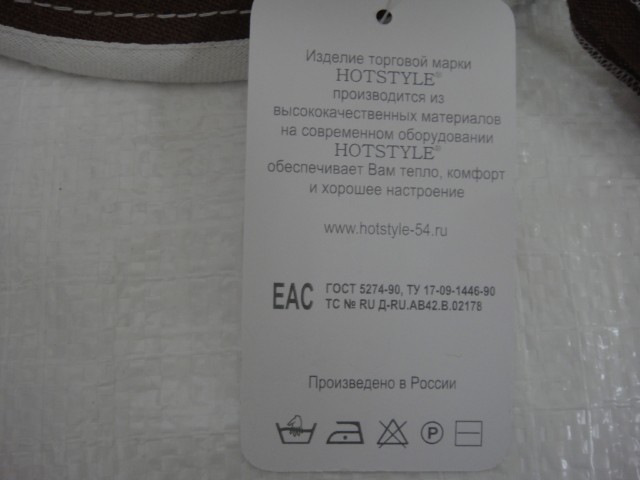 Изделие торговой марки
HOTSTYLE®
производится из
высококачественных материалов
на современном оборудовании
HOTSTYLE®
обеспечивает Вам тепло, комфорт
и хорошее настроение
www.hotstyle-54.ru
EAC ГОСТ 5274-90, ТУ 17-09-1446-90
ТС № RU Д-RU.АВ42.В.02178
Произведено в России
P